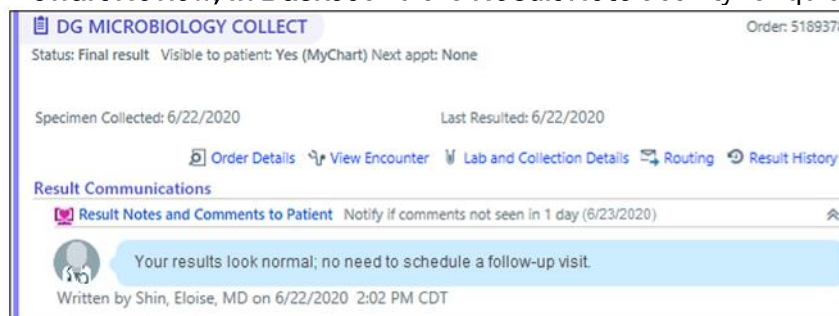 DG MICROBIOLOGY COLLECT Order: 518937
Status: Final result Visible to patient: Yes (MyChart) Next appt: None
Specimen Collected: 6/22/2020 Last Resulted: 6/22/2020
Order Details View Encounter Lab and Collection Details Routing Result History
Result Communications
Result Notes and Comments to Patient Notify if comments not seen in 1 day (6/23/2020)
Your results look normal; no need to schedule a follow-up visit.
Written by Shin, Eloise, MD on 6/22/2020 2:02 PM CDT